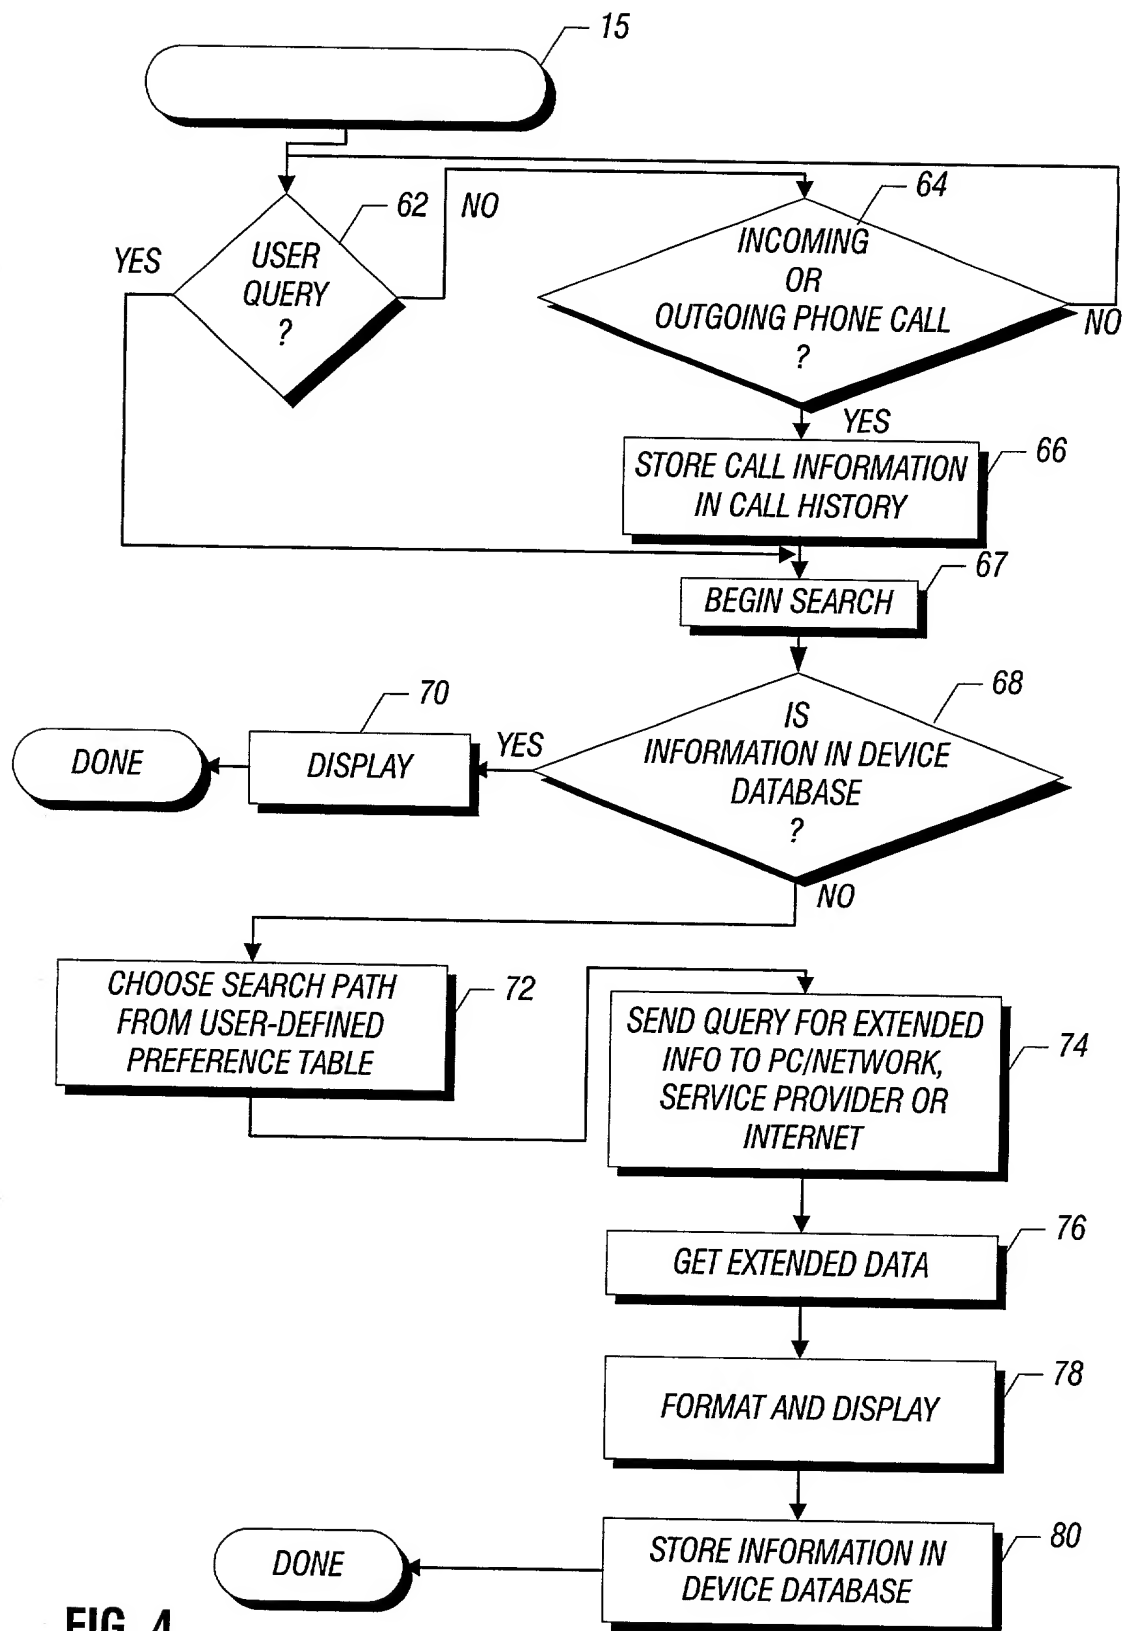 15
62
NO
64
YES
USER
QUERY
?
INCOMING
OR
OUTGOING PHONE CALL
?
NO
YES
STORE CALL INFORMATION
IN CALL HISTORY
66
67
BEGIN SEARCH
68
70
IS
INFORMATION IN DEVICE
DATABASE
?
YES
DISPLAY
DONE
NO
CHOOSE SEARCH PATH
FROM USER-DEFINED
PREFERENCE TABLE
72
SEND QUERY FOR EXTENDED
INFO TO PC/NETWORK,
SERVICE PROVIDER OR
INTERNET
74
76
GET EXTENDED DATA
78
FORMAT AND DISPLAY
80
STORE INFORMATION IN
DEVICE DATABASE
DONE
FIG. 4